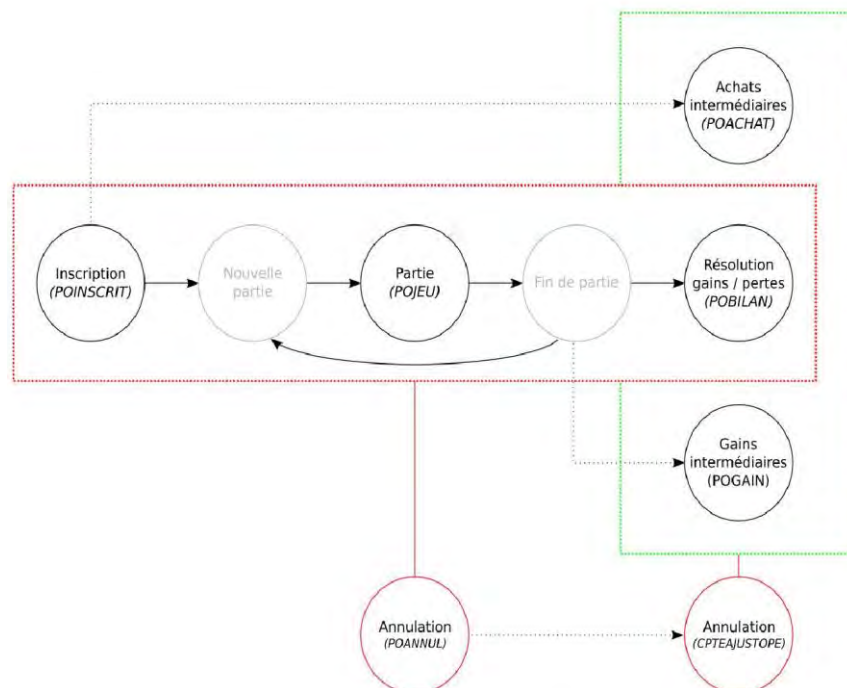 Achats
intermédiaires
(POACHAT)
Inscription
(POINSCRIT)
Nouvelle
partie
Partie
(POJEU)
Fin de partie
Résolution
gains / pertes
(POBILAN)
Gains
intermédiaires
(POGAIN)
Annulation
(POANNUL)
Annulation
(CPTEAJUSTOPE)